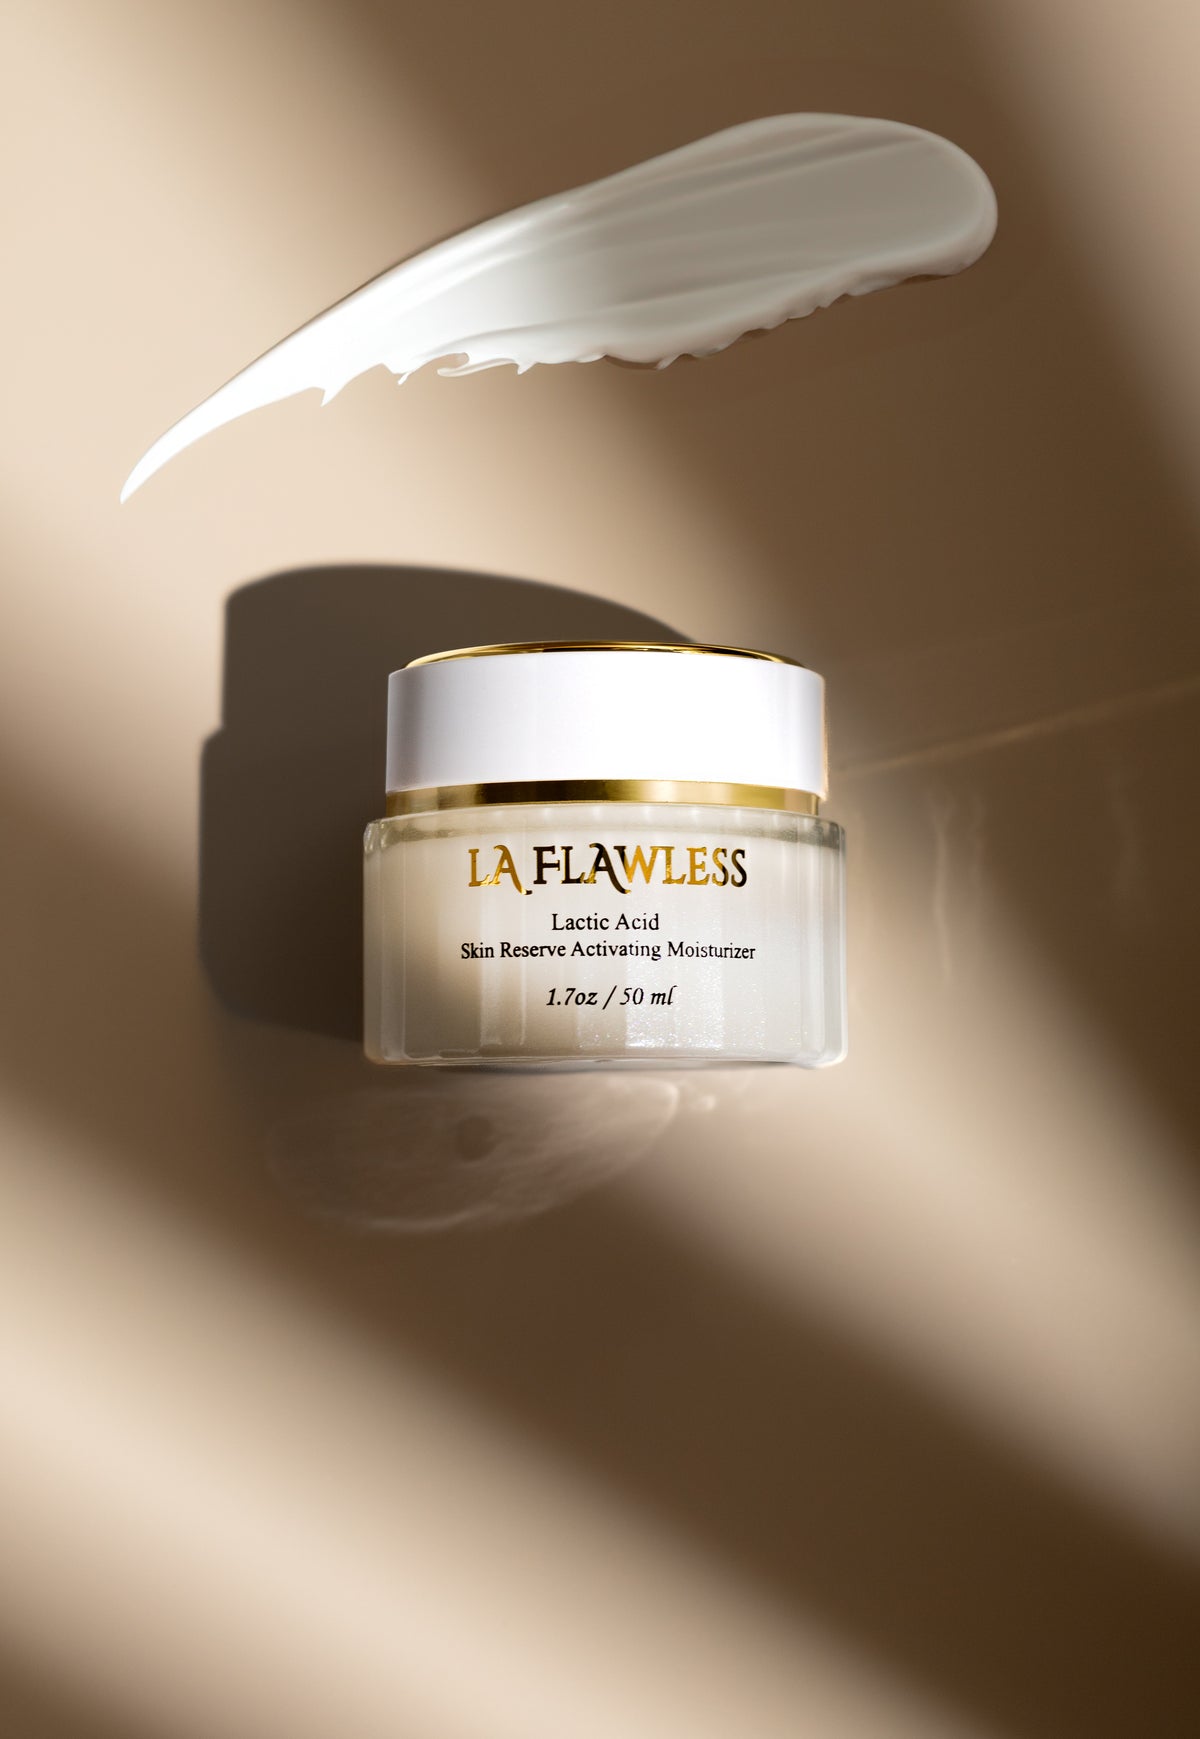 LA FLAWLESS
Lactic Acid
Skin Reserve Activating Moisturizer
1.7oz / 50 ml